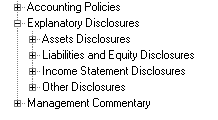 Accounting Policies
Explanatory Disclosures
Assets Disclosures
Liabilities and Equity Disclosures
Income Statement Disclosures
Other Disclosures
Management Commentary